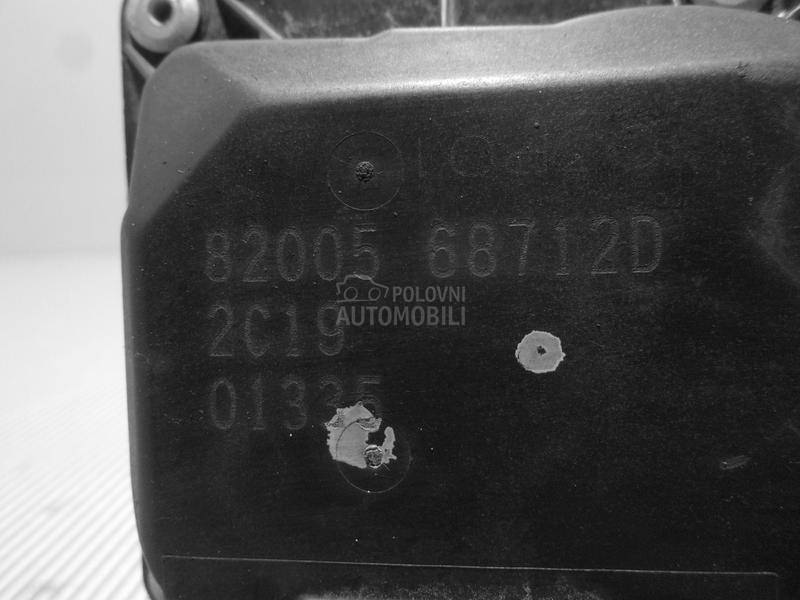 82005 68712D
POLOVNI
AUTOMOBILI
2C19
01335